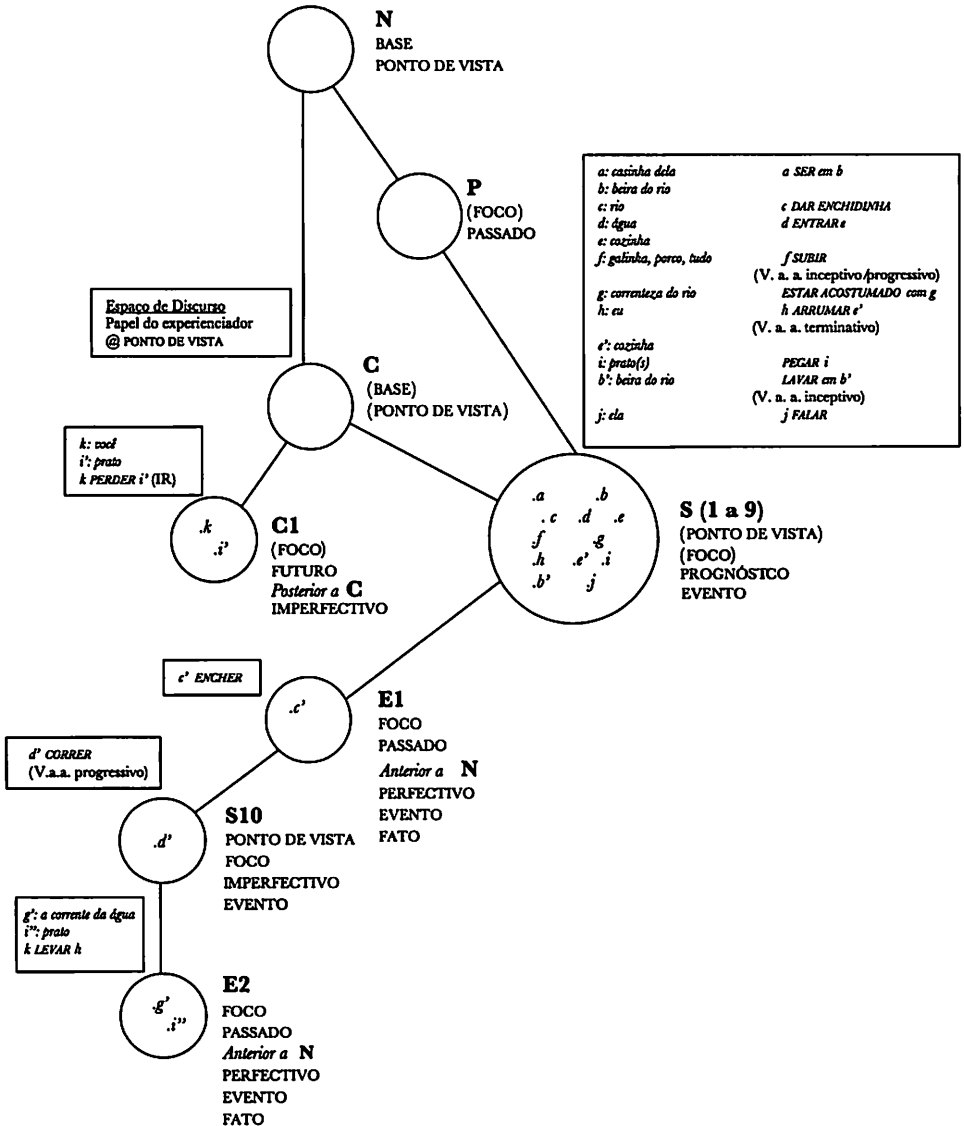 N
BASE
PONTO DE VISTA
P
(FOCO)
PASSADO
a: casinha dela a SER em b
b: beira do rio
c: rio c DAR ENCHIDINHA
d: água d ENTRAR e
e: cozinha
f: galinha, porco, tudo f SUBIR
(V. a. a. inceptivo/progressivo)
g: correnteza do rio ESTAR ACOSTUMADO com g
h: eu h ARRUMAR e'
(V. a. a. terminativo)
e': cozinha
i: prato(s) PEGAR i
b': beira do rio LAVAR em b'
(V. a. a. inceptivo)
j: ela j FALAR
Espaço de Discurso
Papel do experienciador
@ PONTO DE VISTA
C
(BASE)
(PONTO DE VISTA)
k: você
i': prato
k PERDER i' (IR)
.k
.i'
C1
(FOCO)
FUTURO
Posterior a C
IMPERFECTIVO
.a .b
.c .d .e
.f .g
.h .e' .i
.b' .j
S (1 a 9)
(PONTO DE VISTA)
(FOCO)
PROGNÓSTCO
EVENTO
c' ENCHER
.c'
E1
FOCO
PASSADO
Anterior a N
PERFECTIVO
EVENTO
FATO
d' CORRER
(V.a.a. progressivo)
.d'
S10
PONTO DE VISTA
FOCO
IMPERFECTIVO
EVENTO
g': a corrente da água
i'': prato
k LEVAR h
.g'
.i''
E2
FOCO
PASSADO
Anterior a N
PERFECTIVO
EVENTO
FATO